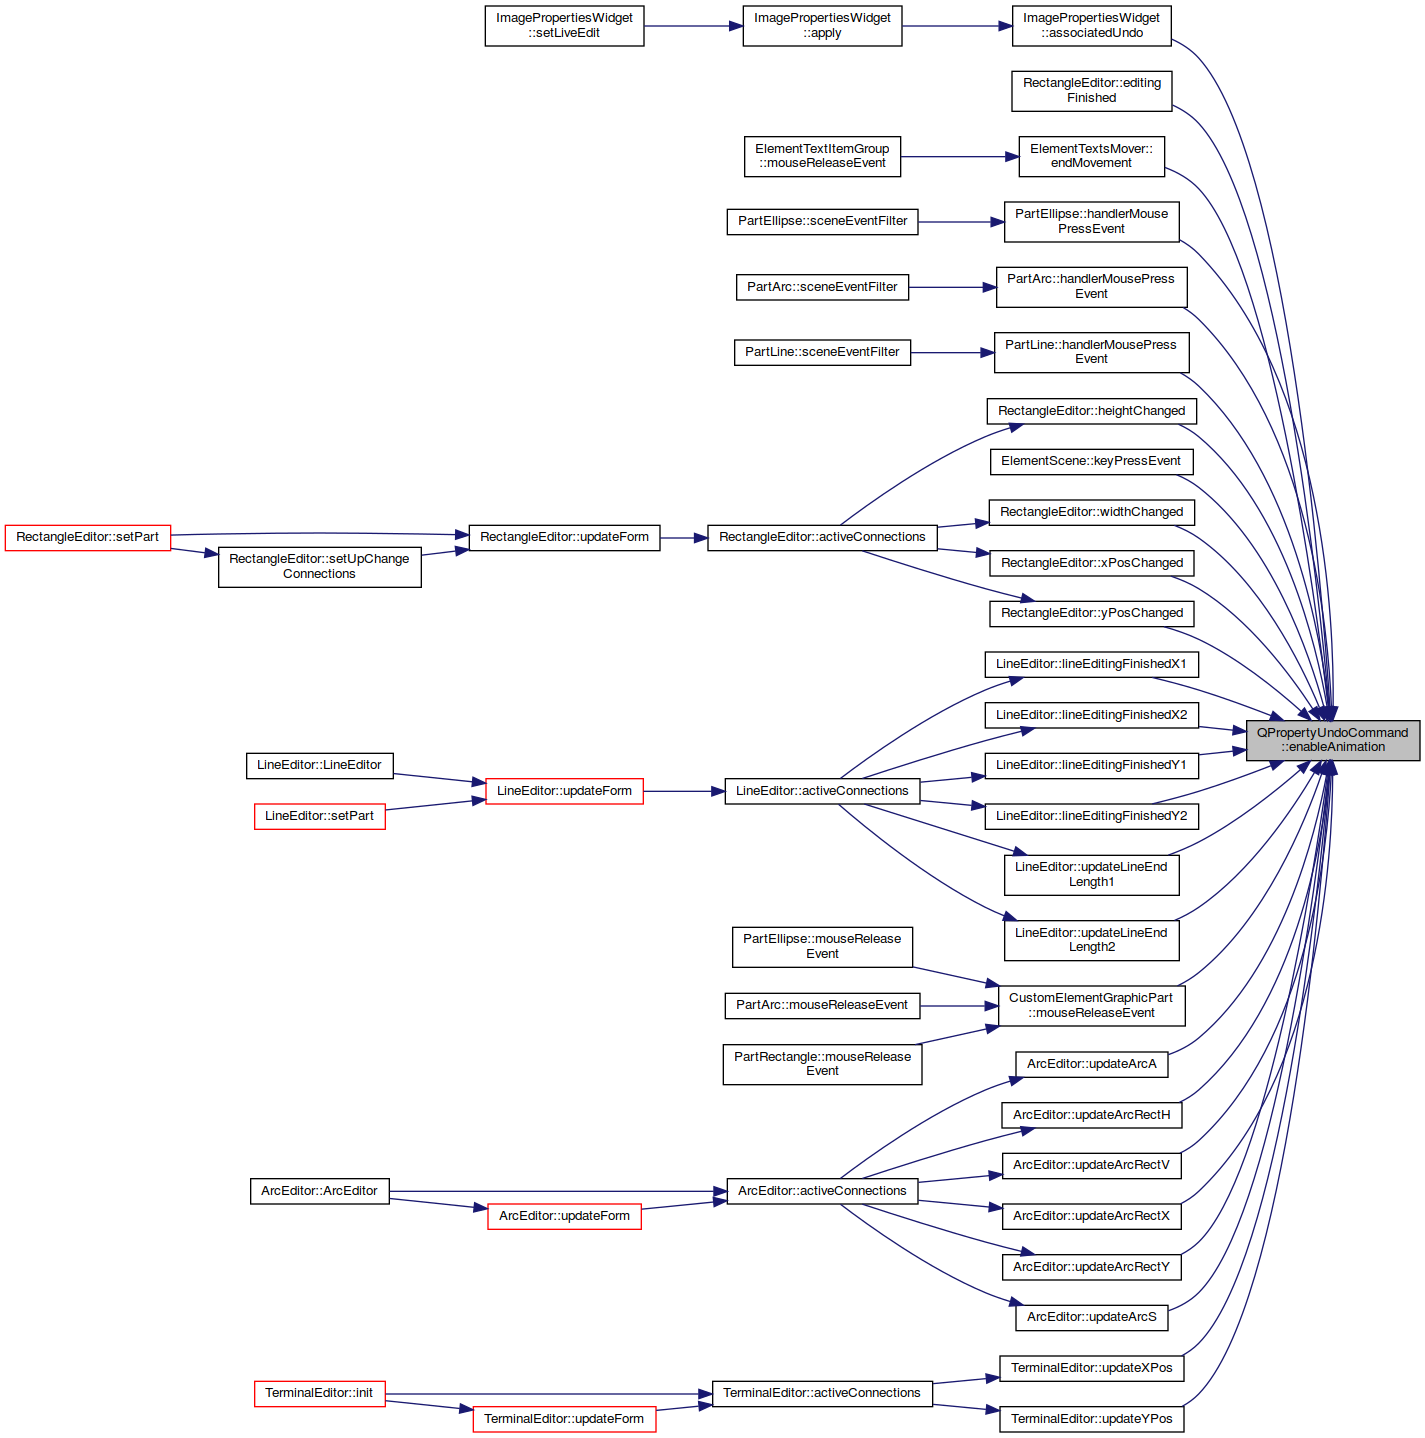 ImagePropertiesWidget
::setLiveEdit
ImagePropertiesWidget
::apply
ImagePropertiesWidget
::associatedUndo
RectangleEditor::editing
Finished
ElementTextItemGroup
::mouseReleaseEvent
ElementTextsMover::
endMovement
PartEllipse::sceneEventFilter
PartEllipse::handlerMouse
PressEvent
PartArc::sceneEventFilter
PartArc::handlerMousePress
Event
PartLine::sceneEventFilter
PartLine::handlerMousePress
Event
RectangleEditor::heightChanged
ElementScene::keyPressEvent
RectangleEditor::widthChanged
RectangleEditor::setPart
RectangleEditor::setUpChange
Connections
RectangleEditor::updateForm
RectangleEditor::activeConnections
RectangleEditor::xPosChanged
RectangleEditor::yPosChanged
LineEditor::lineEditingFinishedX1
LineEditor::lineEditingFinishedX2
QPropertyUndoCommand
::enableAnimation
LineEditor::lineEditingFinishedY1
LineEditor::LineEditor
LineEditor::setPart
LineEditor::updateForm
LineEditor::activeConnections
LineEditor::lineEditingFinishedY2
LineEditor::updateLineEnd
Length1
LineEditor::updateLineEnd
Length2
PartEllipse::mouseRelease
Event
PartArc::mouseReleaseEvent
CustomElementGraphicPart
::mouseReleaseEvent
PartRectangle::mouseRelease
Event
ArcEditor::updateArcA
ArcEditor::updateArcRectH
ArcEditor::updateArcRectV
ArcEditor::ArcEditor
ArcEditor::updateForm
ArcEditor::activeConnections
ArcEditor::updateArcRectX
ArcEditor::updateArcRectY
ArcEditor::updateArcS
TerminalEditor::updateXPos
TerminalEditor::init
TerminalEditor::updateForm
TerminalEditor::activeConnections
TerminalEditor::updateYPos